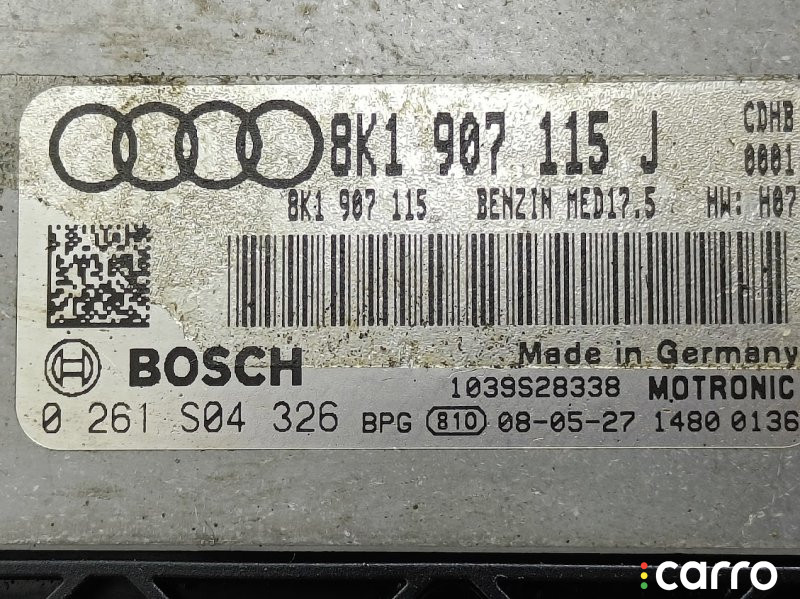 8K1 907 115 J CDHB
0001
8K1 907 115 BENZIN MED17.5 HW: H07
BOSCH Made in Germany
1039S28338 MOTRONIC
0 261 S04 326 BPG 810 08-05-27 1480 0136
carro